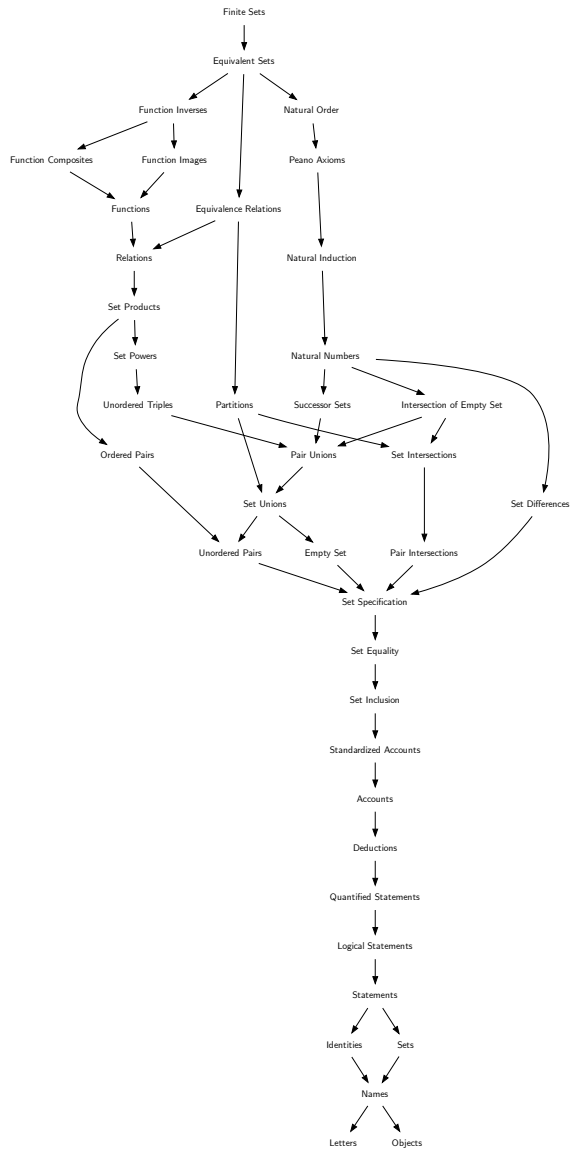 Finite Sets
Equivalent Sets
Function Inverses
Natural Order
Function Composites
Function Images
Peano Axioms
Functions
Equivalence Relations
Relations
Natural Induction
Set Products
Set Powers
Natural Numbers
Unordered Triples
Partitions
Successor Sets
Intersection of Empty Set
Ordered Pairs
Pair Unions
Set Intersections
Set Unions
Set Differences
Unordered Pairs
Empty Set
Pair Intersections
Set Specification
Set Equality
Set Inclusion
Standardized Accounts
Accounts
Deductions
Quantified Statements
Logical Statements
Statements
Identities
Sets
Names
Letters
Objects